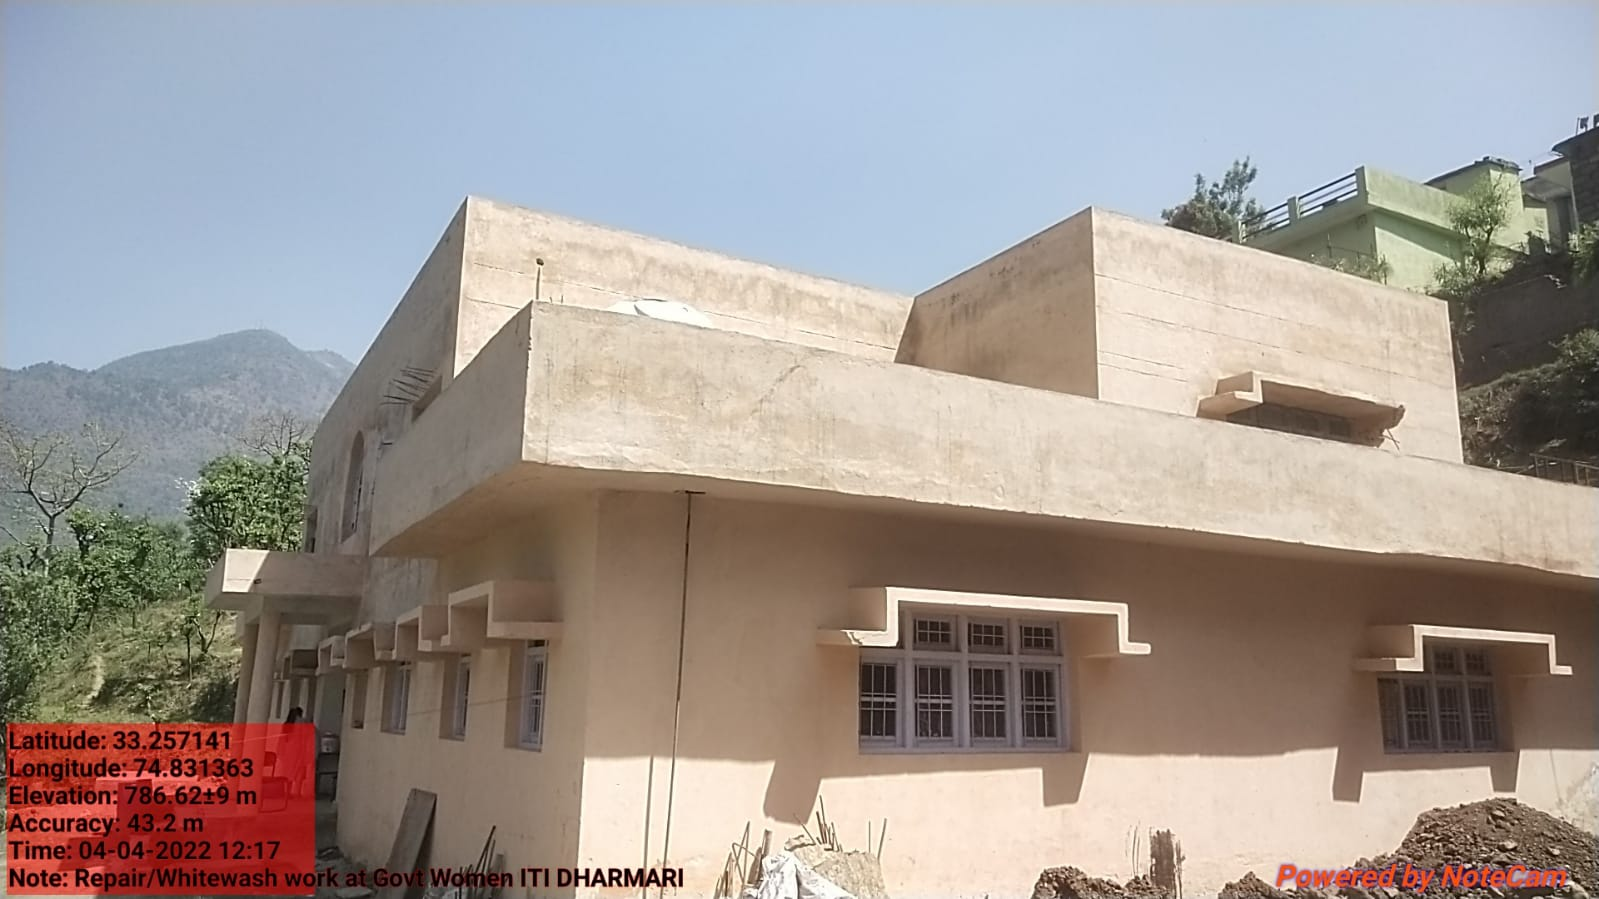 Latitude: 33.257141
Longitude: 74.831363
Elevation: 786.62±9 m
Accuracy: 43.2 m
Time: 04-04-2022 12:17
Note: Repair/Whitewash work at Govt Women ITI DHARMARI
Powered by NoteCam